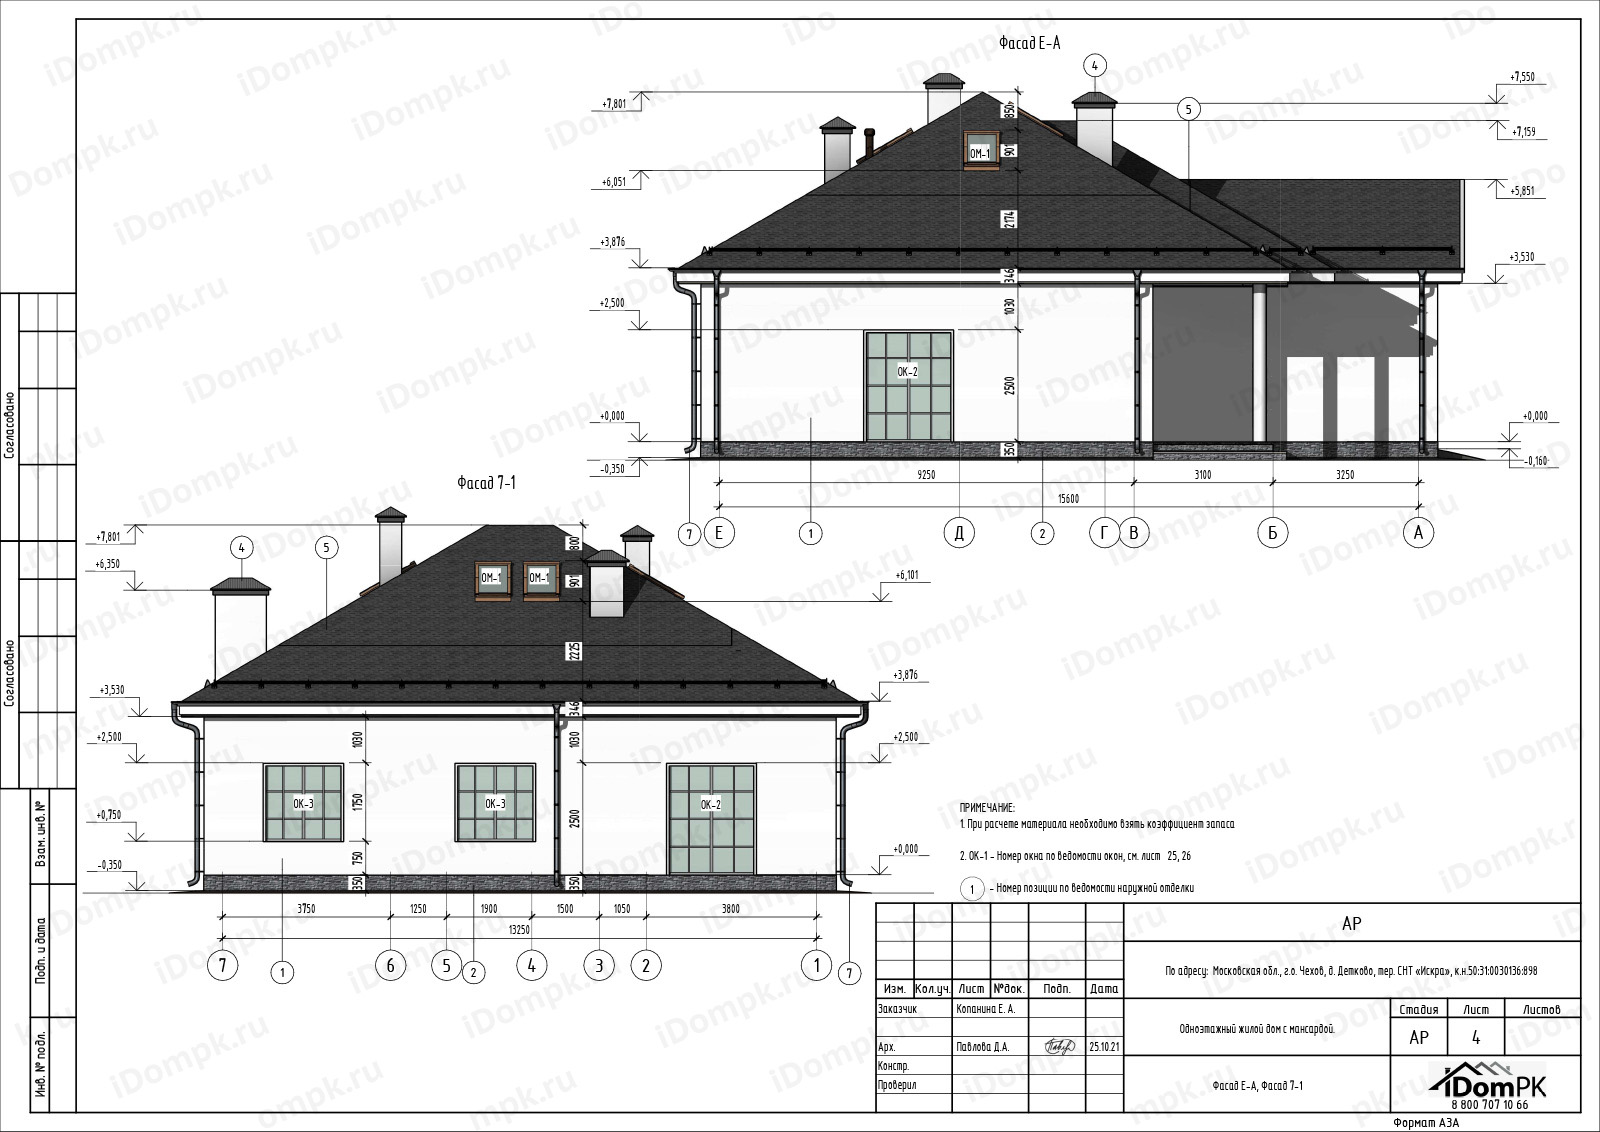 Фасад Е-А
4
5
+7,801
+6,051
+3,876
+2,500
+0,000
-0,350
+7,550
+7,159
+5,851
+3,530
+0,000
-0,160
ОМ-1
ОК-2
850
901
2174
346
1030
2500
350
9250
3100
3250
15600
7
Е
1
Д
2
Г
В
Б
А
Фасад 7-1
4
5
+7,801
+6,350
+3,530
+2,500
+0,750
-0,350
+6,101
+3,876
+2,500
+0,000
ОМ-1
ОМ-1
ОК-3
ОК-3
ОК-2
800
901
2225
346
1030
2500
350
1030
1750
750
350
3750
1250
1900
1500
1050
3800
13250
7
1
6
5
2
4
3
2
1
7
ПРИМЕЧАНИЕ:
1. При расчете материала необходимо взять коэффициент запаса
2. ОК-1 - Номер окна по ведомости окон, см. лист 25, 26
1 - Номер позиции по ведомости наружной отделки
Согласовано
Согласовано
Взам. инв. №
Подп. и дата
Инв. № подл.
Изм. Кол.уч. Лист №док. Подп. Дата
Заказчик Копанина Е. А.
Арх. Павлова Д.А. 25.10.21
Констр.
Проверил
АР
По адресу: Московская обл., г.о. Чехов, д. Детково, тер. СНТ «Искра», к.н.50:31:0030136:898
Одноэтажный жилой дом с мансардой.
Стадия Лист Листов
АР 4
Фасад Е-А, Фасад 7-1
iDomPK
8 800 707 10 66
Формат А3А
iDompk.ru